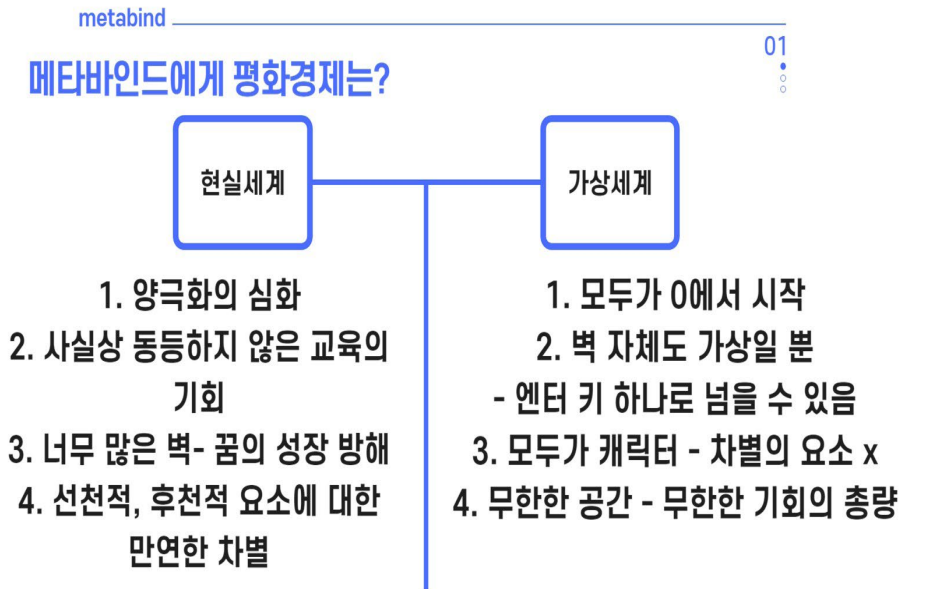 metabind
01
메타바인드에게 평화경제는?
현실세계
가상세계
1. 양극화의 심화
2. 사실상 동등하지 않은 교육의
기회
3. 너무 많은 벽- 꿈의 성장 방해
4. 선천적, 후천적 요소에 대한
만연한 차별
1. 모두가 0에서 시작
2. 벽 자체도 가상일 뿐
- 엔터 키 하나로 넘을 수 있음
3. 모두가 캐릭터 - 차별의 요소 x
4. 무한한 공간 - 무한한 기회의 총량